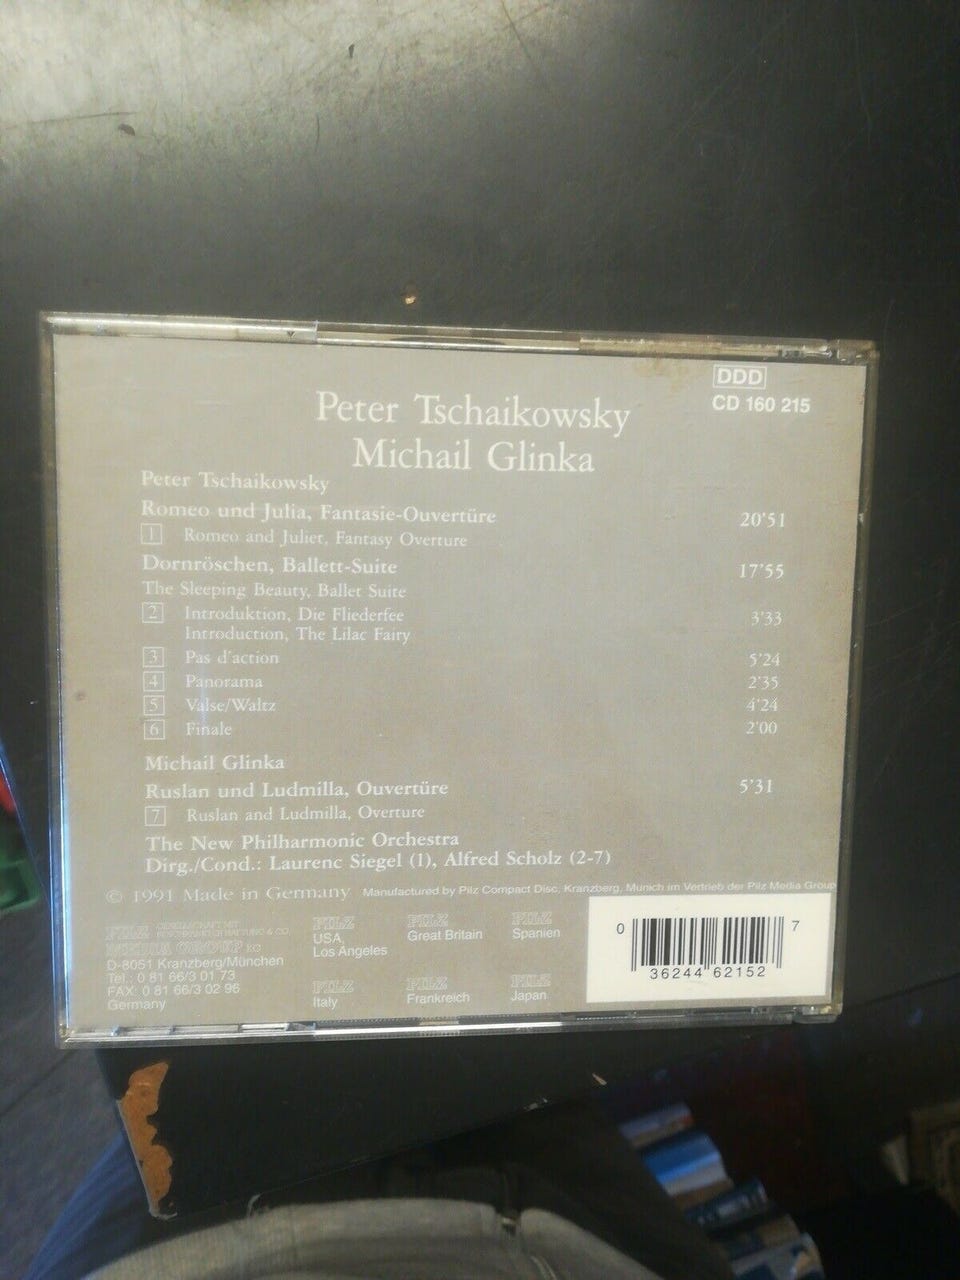 DDD
CD 160 215
Peter Tschaikowsky
Michail Glinka
Peter Tschaikowsky
Romeo und Julia, Fantasie-Ouvertüre 20'51
1 Romeo and Juliet, Fantasy Overture
Dornröschen, Ballett-Suite 17'55
The Sleeping Beauty, Ballet Suite
2 Introduktion, Die Fliederfee 3'33
Introduction, The Lilac Fairy
3 Pas d'action 5'24
4 Panorama 2'35
5 Valse/Waltz 4'24
6 Finale 2'00
Michail Glinka
Ruslan und Ludmilla, Ouvertüre 5'31
7 Ruslan and Ludmilla, Overture
The New Philharmonic Orchestra
Dirg./Cond.: Laurenc Siegel (1), Alfred Scholz (2-7)
© 1991 Made in Germany Manufactured by Pilz Compact Disc, Kranzberg, Munich im Vertrieb der Pilz Media Group
PILZ GESELLSCHAFT MIT
& CO.
MEDIA GROUP KG
D-8051 Kranzberg/München
Tel.: 0 81 66/3 01 73
FAX: 0 81 66/3 02 96
Germany
PILZ
USA,
Los Angeles
PILZ
Great Britain
PILZ
Spanien
PILZ
Italy
PILZ
Frankreich
PILZ
Japan
0 36244 62152 7